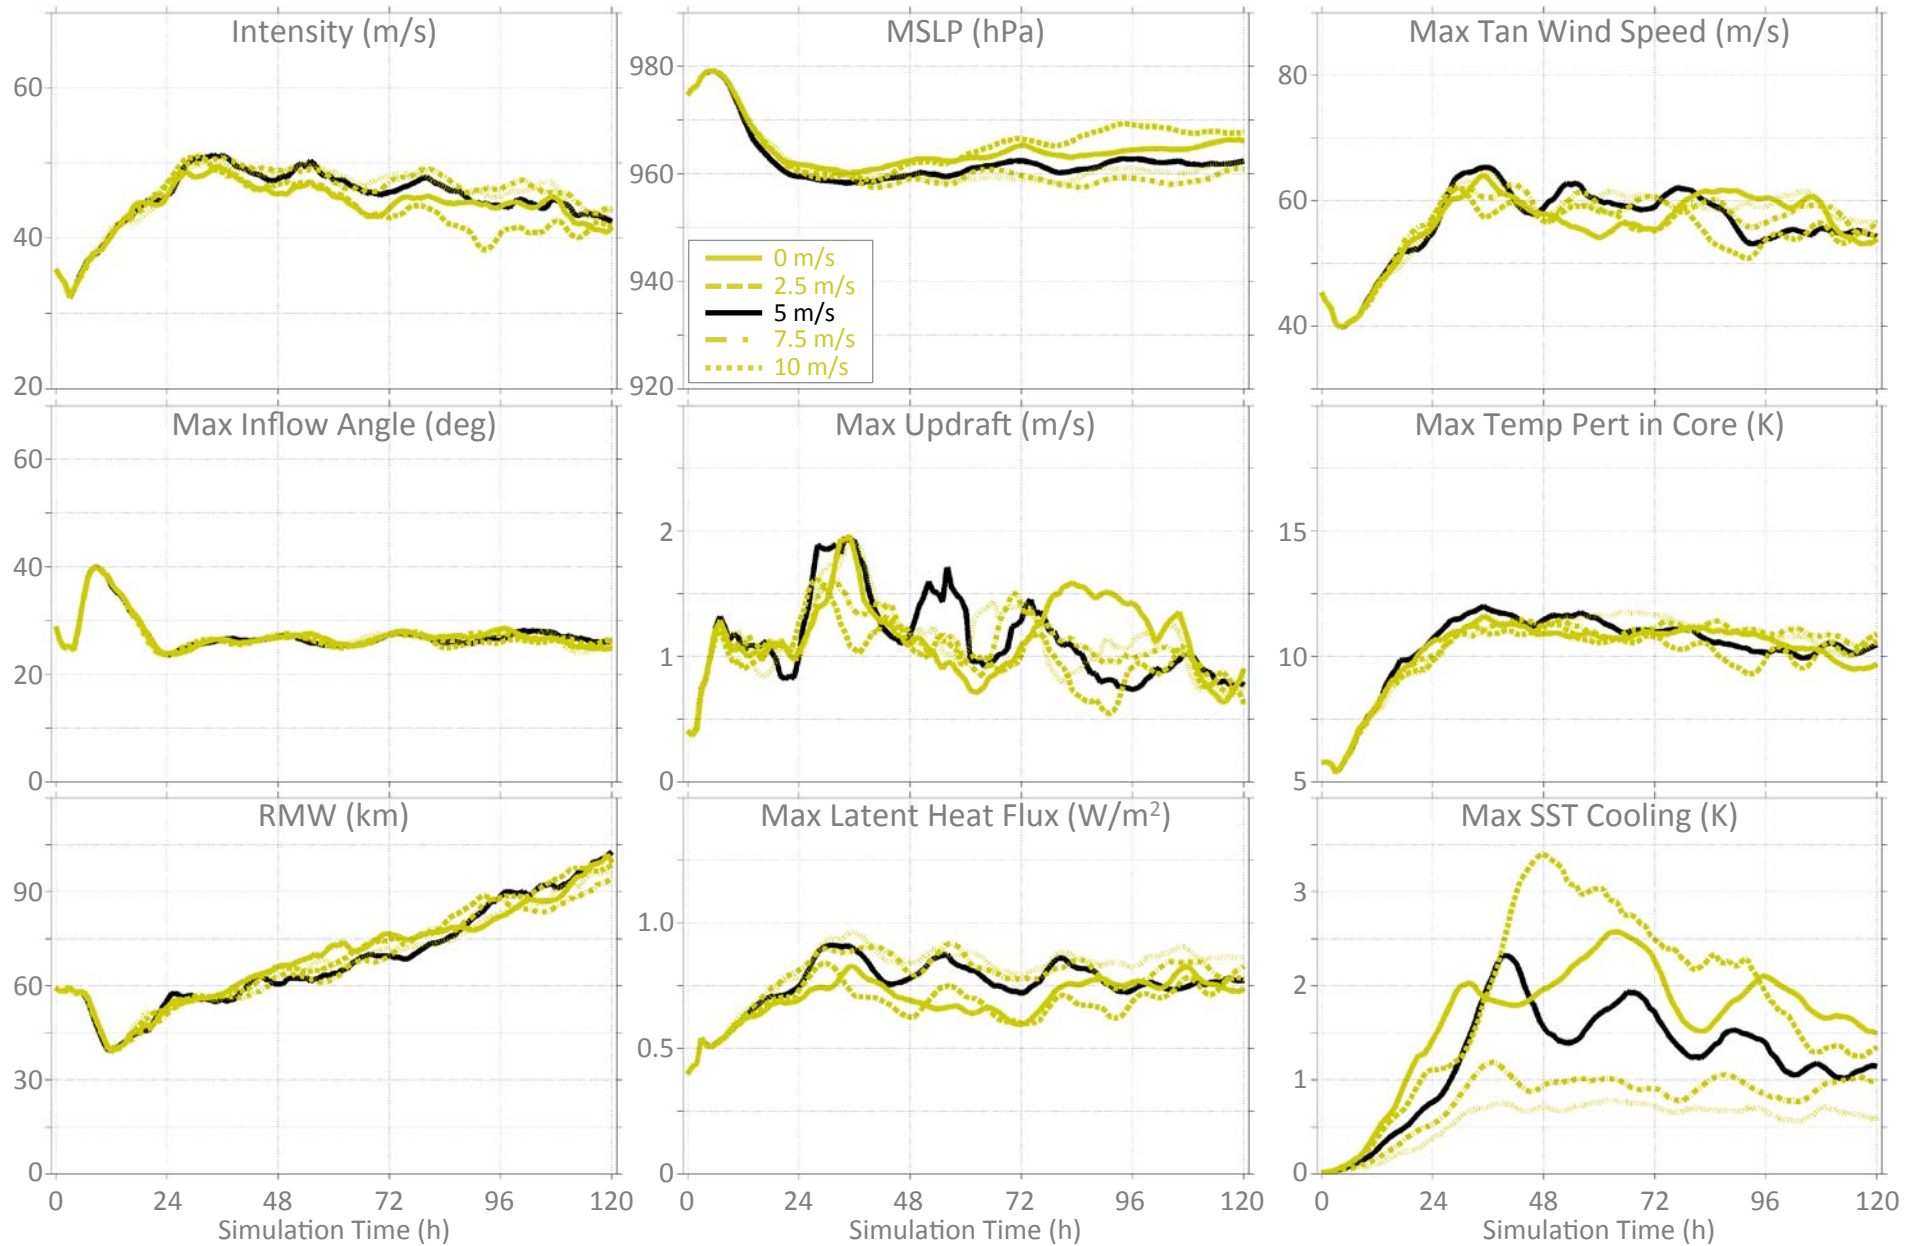 Intensity (m/s)
60
40
20
MSLP (hPa)
980
960
940
920
0 m/s
2.5 m/s
5 m/s
7.5 m/s
10 m/s
Max Tan Wind Speed (m/s)
80
60
40
Max Inflow Angle (deg)
60
40
20
0
Max Updraft (m/s)
2
1
0
Max Temp Pert in Core (K)
15
10
5
RMW (km)
90
60
30
0
0 24 48 72 96 120
Simulation Time (h)
Max Latent Heat Flux (W/m²)
1.0
0.5
0
0 24 48 72 96 120
Simulation Time (h)
Max SST Cooling (K)
3
2
1
0
0 24 48 72 96 120
Simulation Time (h)